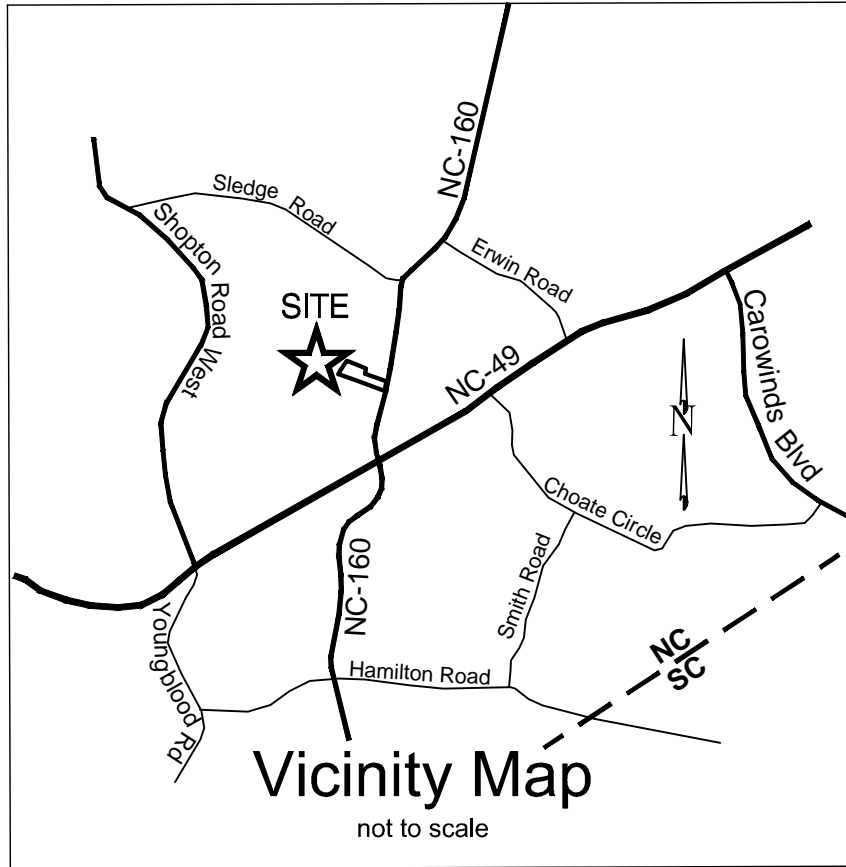 NC-160
Sledge Road
Shopton Road West
Erwin Road
SITE
NC-49
Carowinds Blvd
N
Choate Circle
Smith Road
NC-160
NC
SC
Youngblood Rd
Hamilton Road
Vicinity Map
not to scale